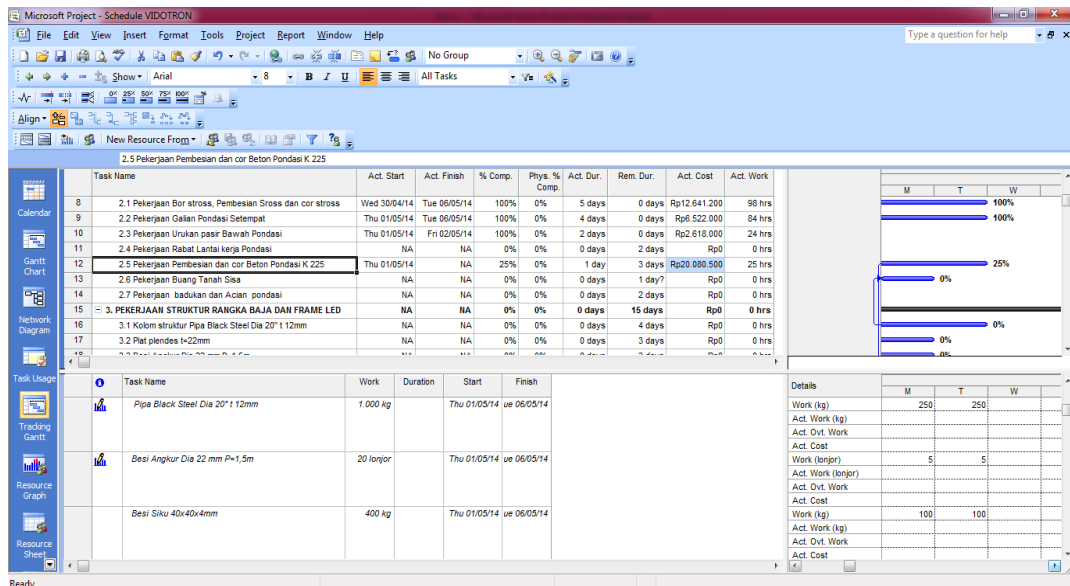 Microsoft Project - Schedule VIDOTRON
File Edit View Insert Format Tools Project Report Window Help Type a question for help
No Group
Show Arial 8 B I U All Tasks
0% 25% 50% 75% 100%
Align
New Resource From
2.5 Pekerjaan Pembesian dan cor Beton Pondasi K 225
Task Name Act. Start Act. Finish % Comp. Phys. % Comp. Act. Dur. Rem. Dur. Act. Cost Act. Work M T W
8 2.1 Pekerjaan Bor stross, Pembesian Sross dan cor stross Wed 30/04/14 Tue 06/05/14 100% 0% 5 days 0 days Rp12.641.200 98 hrs 100%
9 2.2 Pekerjaan Galian Pondasi Setempat Thu 01/05/14 Tue 06/05/14 100% 0% 4 days 0 days Rp6.522.000 84 hrs 100%
10 2.3 Pekerjaan Urukan pasir Bawah Pondasi Thu 01/05/14 Fri 02/05/14 100% 0% 2 days 0 days Rp2.618.000 24 hrs
11 2.4 Pekerjaan Rabat Lantai kerja Pondasi NA NA 0% 0% 0 days 2 days Rp0 0 hrs
12 2.5 Pekerjaan Pembesian dan cor Beton Pondasi K 225 Thu 01/05/14 NA 25% 0% 1 day 3 days Rp20.080.500 25 hrs 25%
13 2.6 Pekerjaan Buang Tanah Sisa NA NA 0% 0% 0 days 1 day? Rp0 0 hrs 0%
14 2.7 Pekerjaan badukan dan Acian pondasi NA NA 0% 0% 0 days 2 days Rp0 0 hrs
15 3. PEKERJAAN STRUKTUR RANGKA BAJA DAN FRAME LED NA NA 0% 0% 0 days 15 days Rp0 0 hrs
16 3.1 Kolom struktur Pipa Black Steel Dia 20" t 12mm NA NA 0% 0% 0 days 4 days Rp0 0 hrs 0%
17 3.2 Plat plendes t=22mm NA NA 0% 0% 0 days 3 days Rp0 0 hrs 0%
Calendar
Gantt Chart
Network Diagram
Task Usage
Tracking Gantt
Resource Graph
Resource Sheet
Task Name Work Duration Start Finish Details M T W
Pipa Black Steel Dia 20" t 12mm 1.000 kg Thu 01/05/14 ue 06/05/14 Work (kg) 250 250
Act. Work (kg)
Act. Ovt. Work
Act. Cost
Besi Angkur Dia 22 mm P=1,5m 20 lonjor Thu 01/05/14 ue 06/05/14 Work (lonjor) 5 5
Act. Work (lonjor)
Act. Ovt. Work
Act. Cost
Besi Siku 40x40x4mm 400 kg Thu 01/05/14 ue 06/05/14 Work (kg) 100 100
Act. Work (kg)
Act. Ovt. Work
Act. Cost
Ready